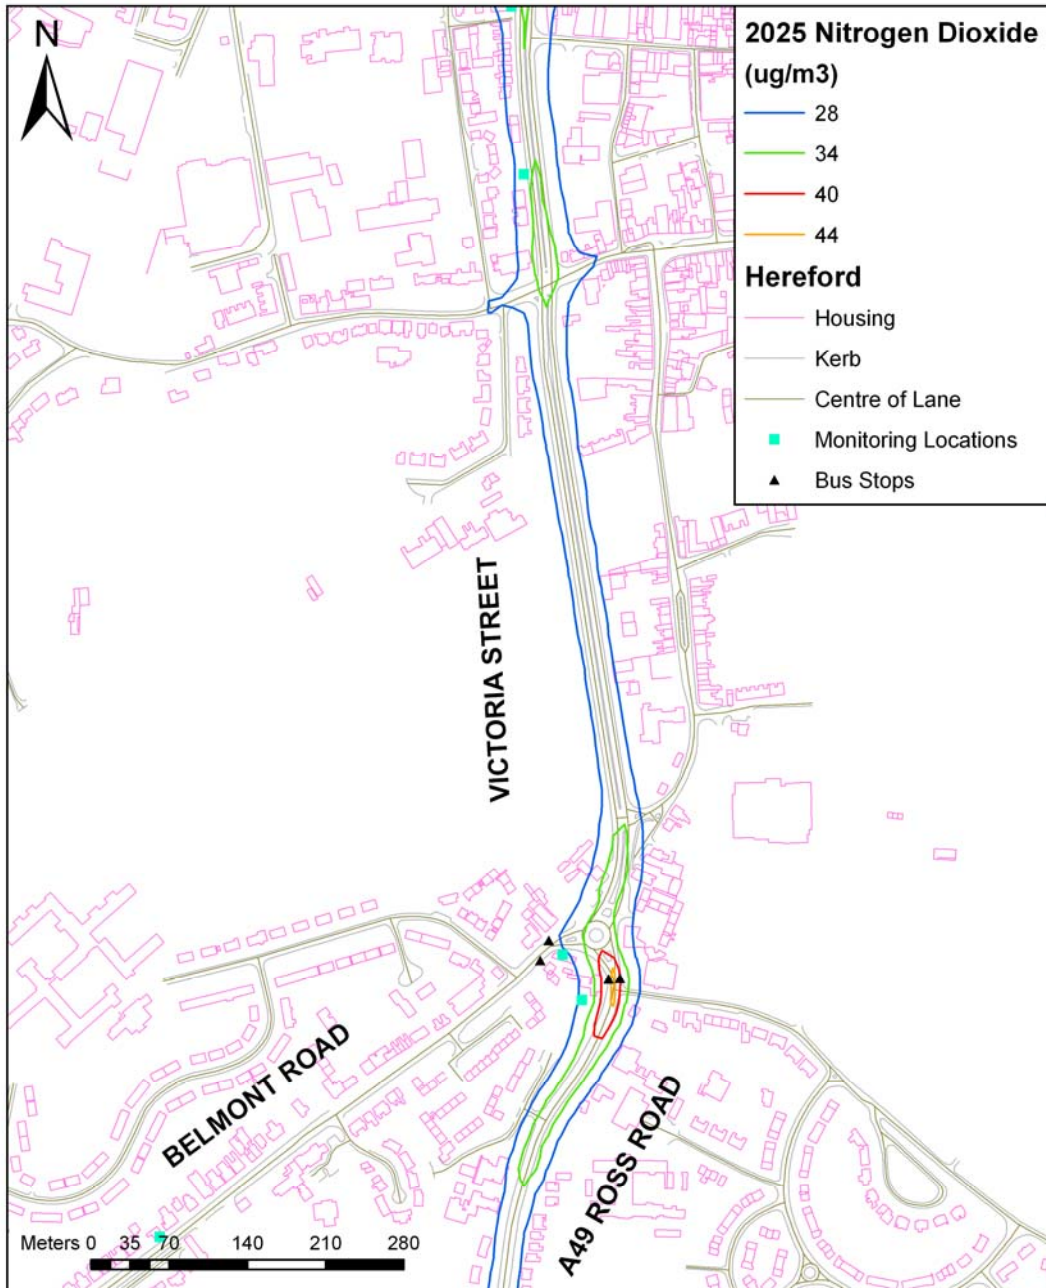 N
2025 Nitrogen Dioxide
(ug/m3)
28
34
40
44
Hereford
Housing
Kerb
Centre of Lane
Monitoring Locations
Bus Stops
VICTORIA STREET
BELMONT ROAD
A49 ROSS ROAD
Meters 0 35 70 140 210 280